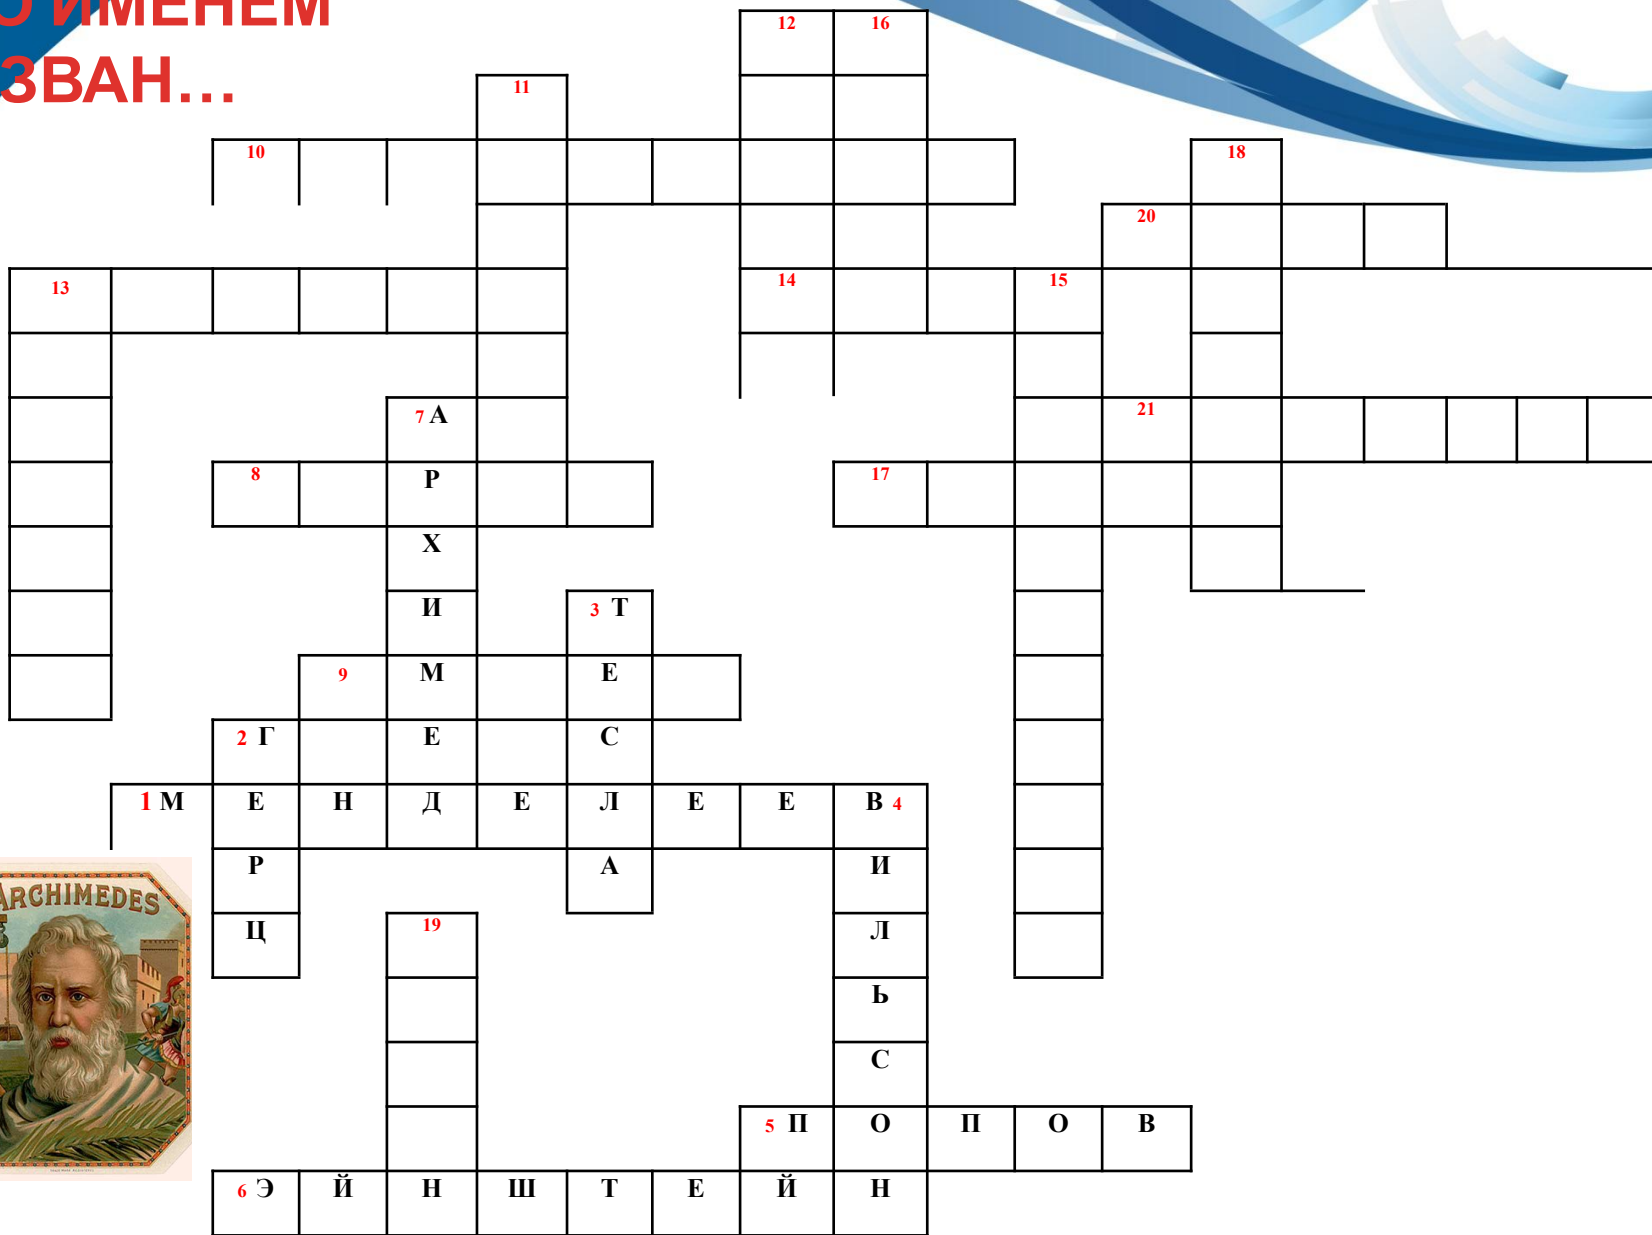 О ИМЕНЕМ
ЗВАН...
12 16
11
10 18
20
13 14 15
7 А 21
8 Р 17
Х
И 3 Т
9 М Е
2 Г Е С
1 М Е Н Д Е Л Е Е В 4
Р А И
Ц 19 Л
Ь
С
5 П О П О В
6 Э Й Н Ш Т Е Й Н
ARCHIMEDES